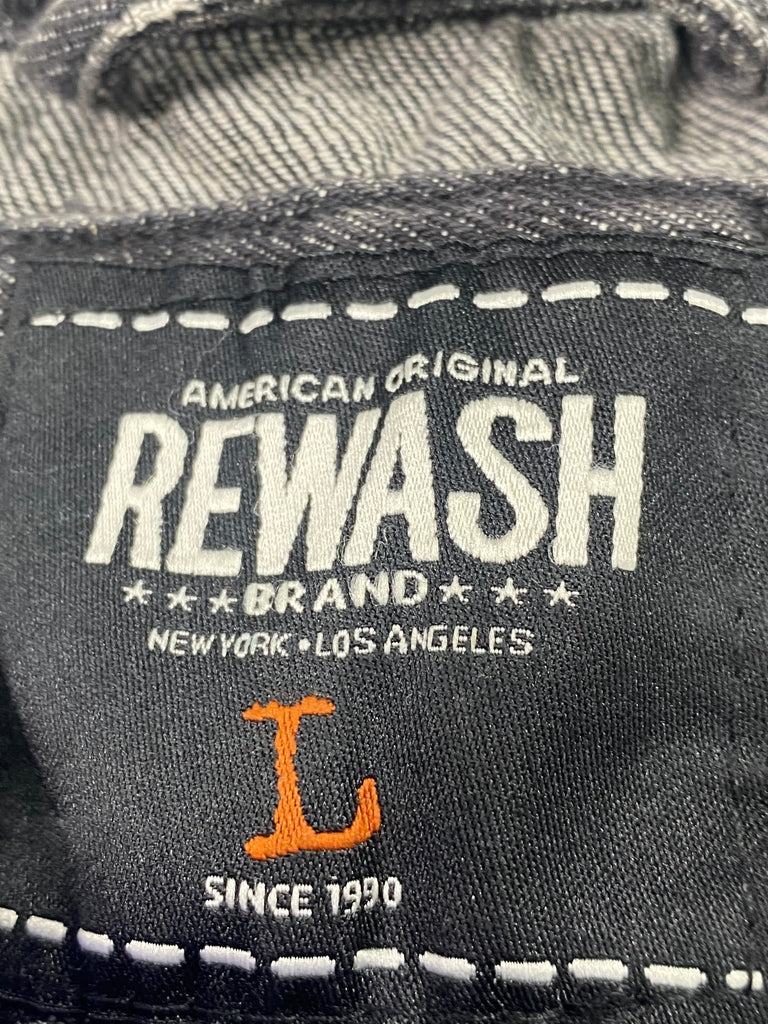 AMERICAN ORIGINAL
REWASH
★★★BRAND★★★
NEW YORK • LOS ANGELES
L
SINCE 1990